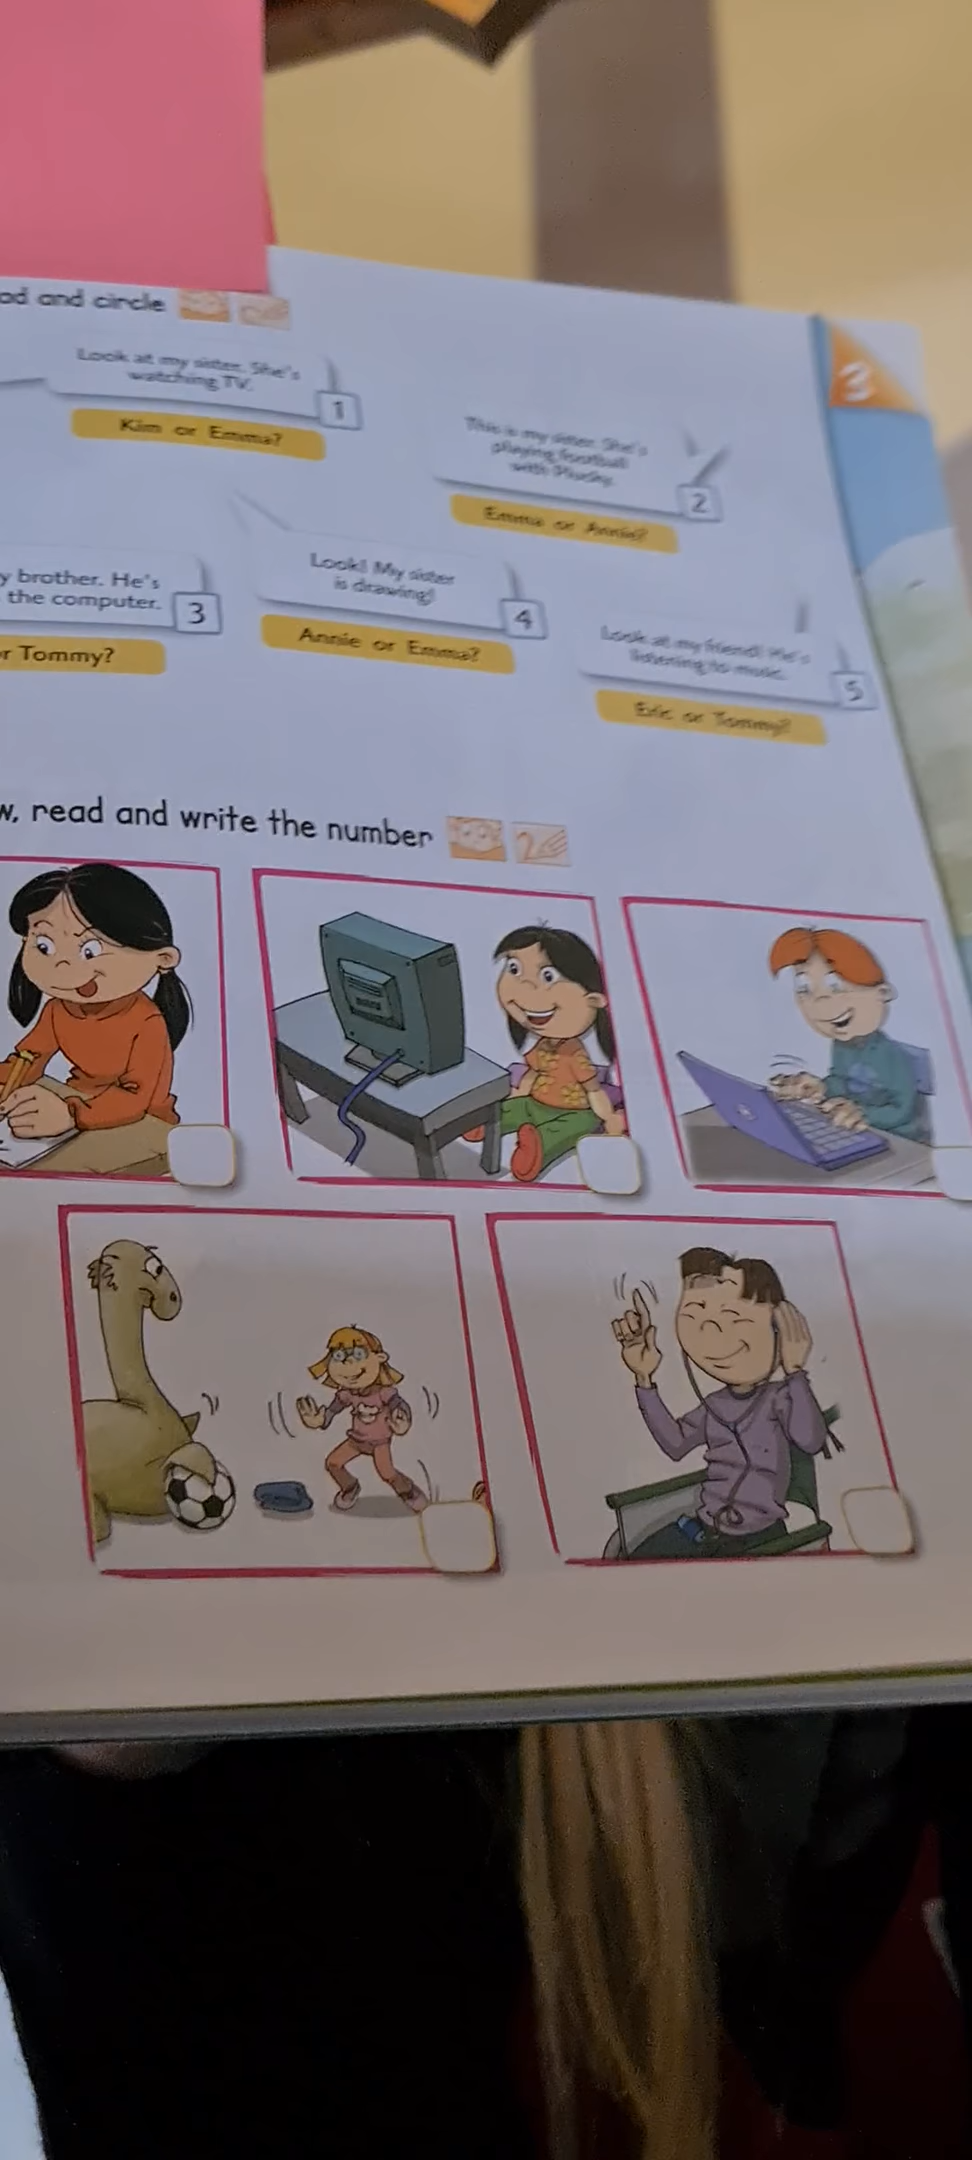 ad and circle
3
Look at my sister. She's
watching TV.
1
Kim or Emma?
This is my sister. She's
playing football
with Plucky.
2
Emma or Annie?
y brother. He's
the computer.
3
r Tommy?
Look! My sister
is drawing!
4
Annie or Emma?
Look at my friend! He's
listening to music.
5
Eric or Tommy?
w, read and write the number
2